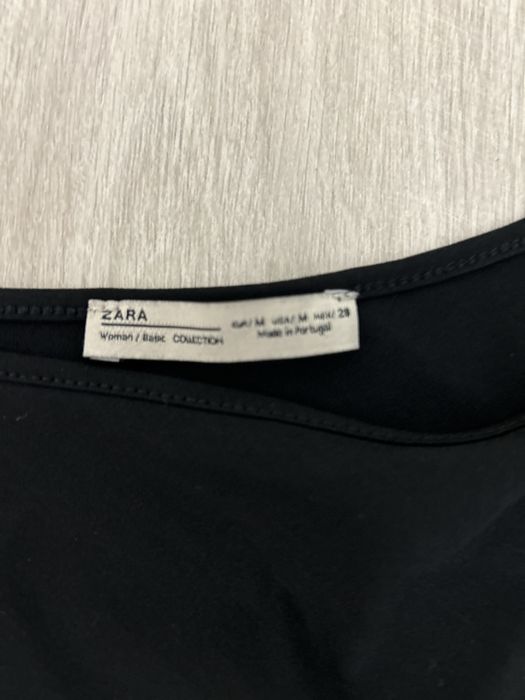 ZARA
Woman / Basic COLLECTION
EUR/ M USA/ M MEX/ 28
Made in Portugal